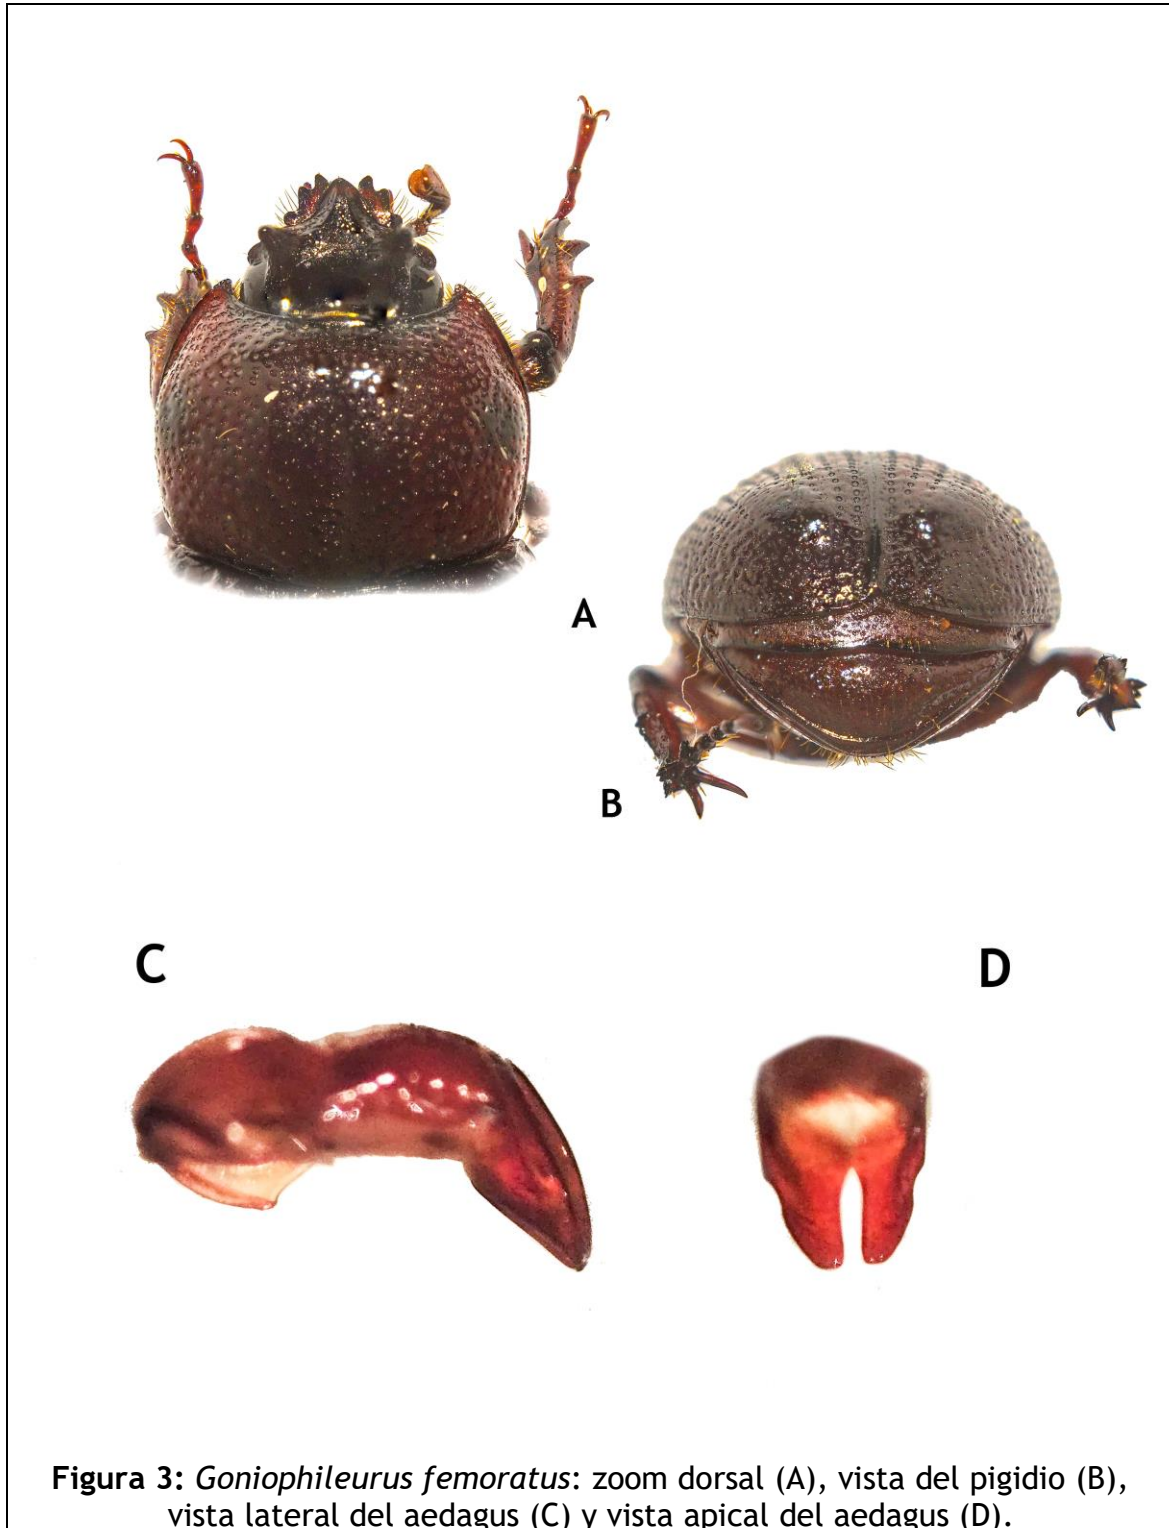 A
B
C
D
Figura 3: Goniophileurus femoratus: zoom dorsal (A), vista del pigidio (B),
vista lateral del aedagus (C) y vista apical del aedagus (D).